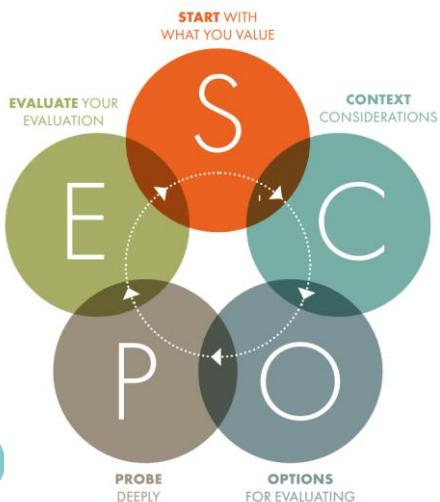 START WITH
WHAT YOU VALUE
EVALUATE YOUR
EVALUATION
CONTEXT
CONSIDERATIONS
S
E
C
P
O
PROBE
DEEPLY
OPTIONS
FOR EVALUATING